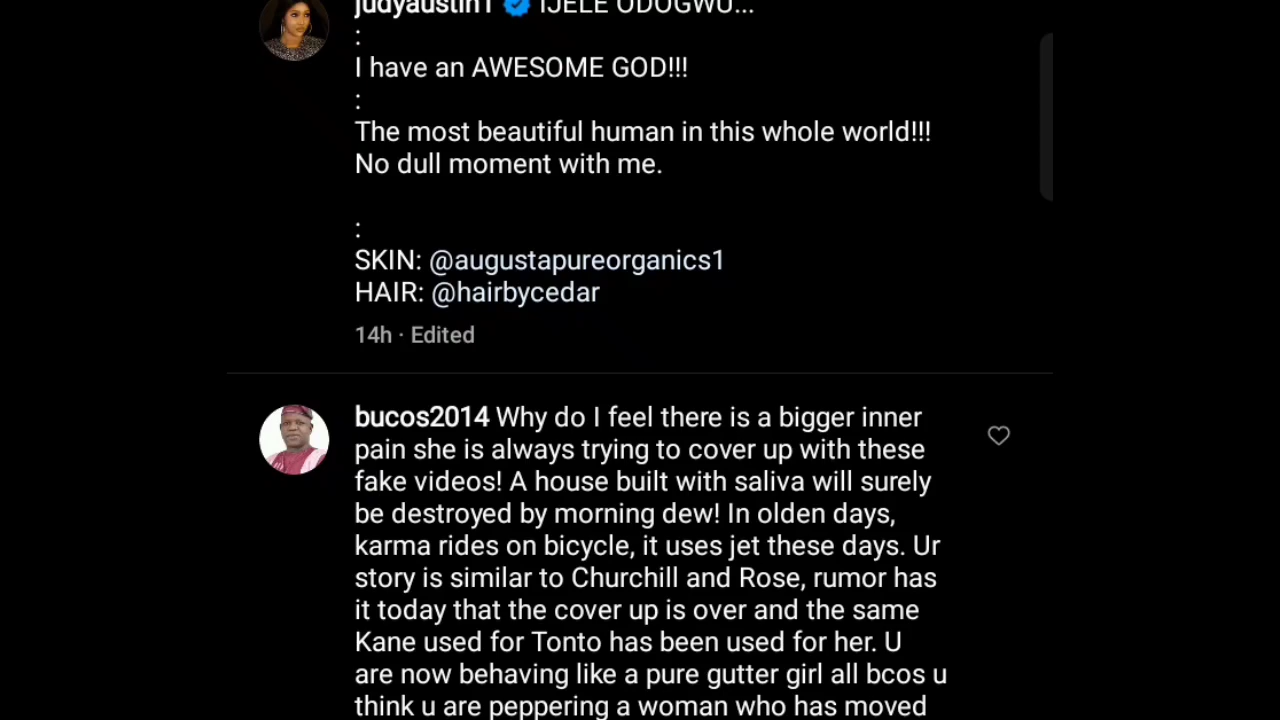 judyaustin1 IJELE ODOGWU...
:
I have an AWESOME GOD!!!
:
The most beautiful human in this whole world!!!
No dull moment with me.
:
SKIN: @augustapureorganics1
HAIR: @hairbycedar
14h · Edited
bucos2014 Why do I feel there is a bigger inner
pain she is always trying to cover up with these
fake videos! A house built with saliva will surely
be destroyed by morning dew! In olden days,
karma rides on bicycle, it uses jet these days. Ur
story is similar to Churchill and Rose, rumor has
it today that the cover up is over and the same
Kane used for Tonto has been used for her. U
are now behaving like a pure gutter girl all bcos u
think u are peppering a woman who has moved